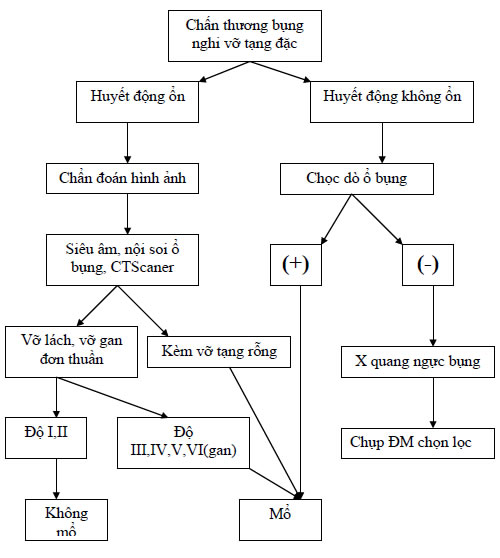 Chấn thương bụng
nghi vỡ tạng đặc
Huyết động ổn
Huyết động không ổn
Chẩn đoán hình ảnh
Chọc dò ổ bụng
Siêu âm, nội soi ổ
bụng, CTScaner
(+)
(-)
Vỡ lách, vỡ gan
đơn thuần
Kèm vỡ tạng rỗng
X quang ngực bụng
Độ I,II
Độ
III,IV,V,VI(gan)
Chụp ĐM chọn lọc
Không
mổ
Mổ